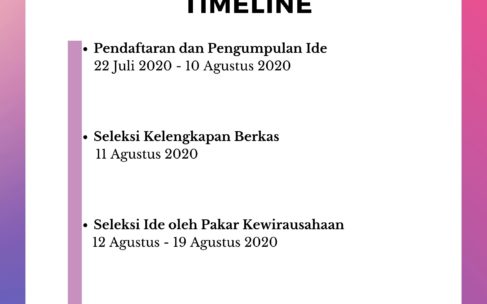 TIMELINE
• Pendaftaran dan Pengumpulan Ide
22 Juli 2020 - 10 Agustus 2020
• Seleksi Kelengkapan Berkas
11 Agustus 2020
• Seleksi Ide oleh Pakar Kewirausahaan
12 Agustus - 19 Agustus 2020